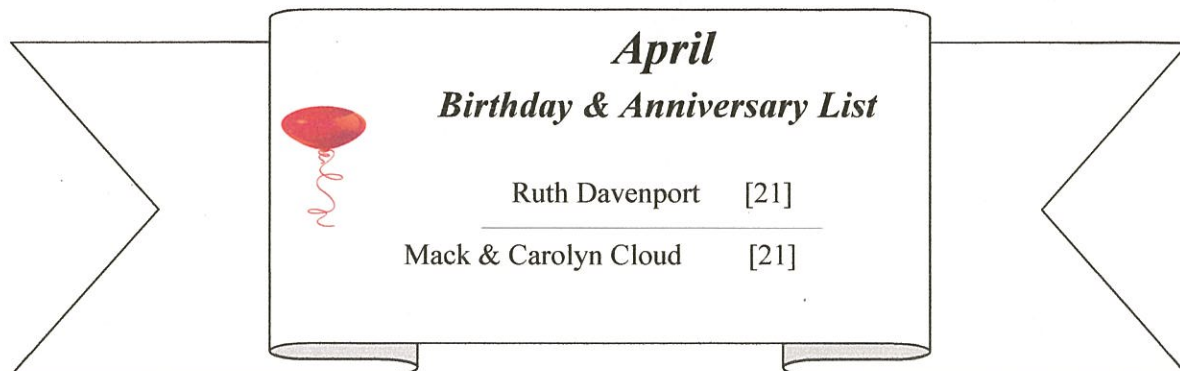 April
Birthday & Anniversary List
Ruth Davenport [21]
Mack & Carolyn Cloud [21]